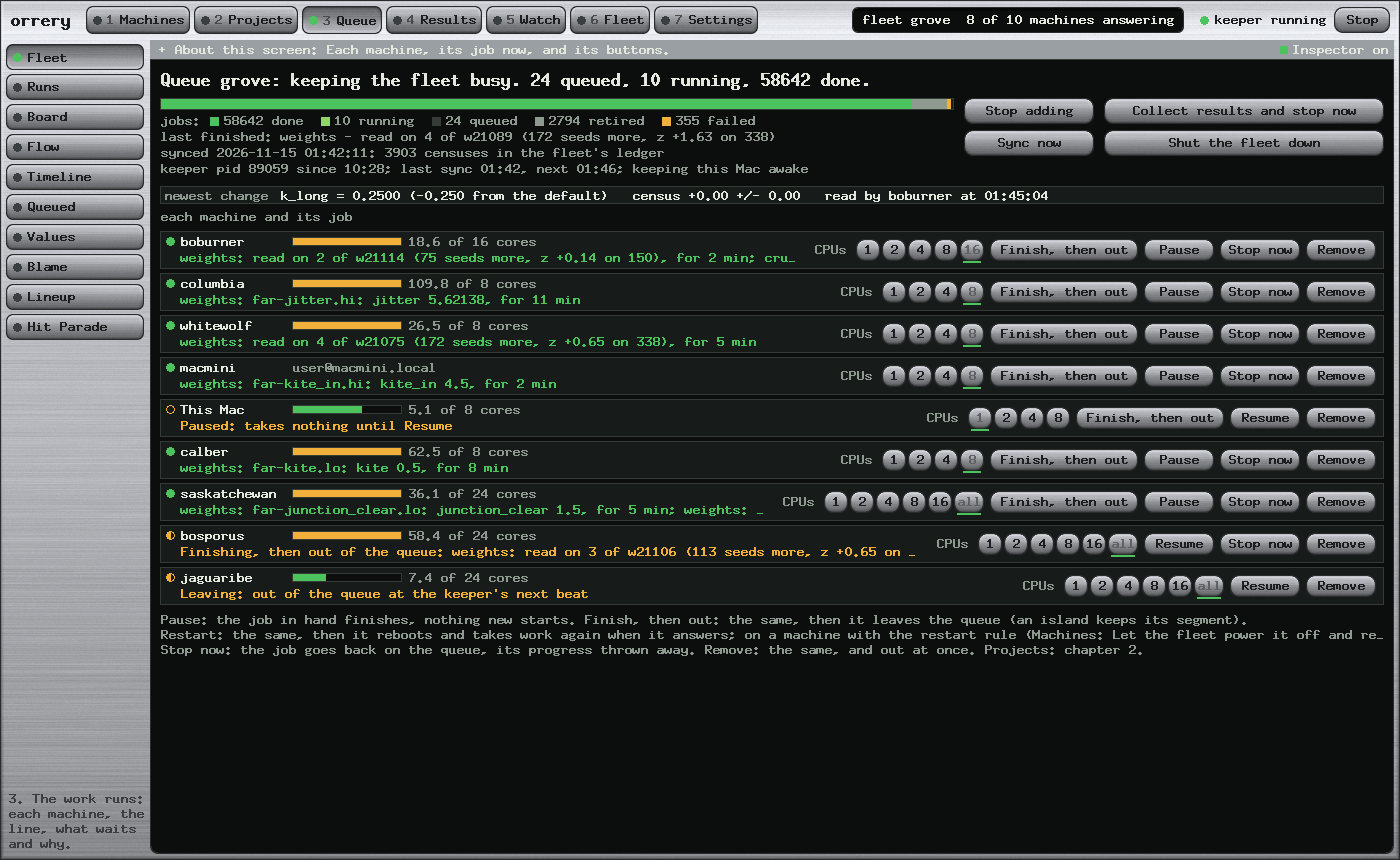 orrery
1 Machines
2 Projects
3 Queue
4 Results
5 Watch
6 Fleet
7 Settings
fleet grove 8 of 10 machines answering
keeper running
Stop
Fleet
Runs
Board
Flow
Timeline
Queued
Values
Blame
Lineup
Hit Parade
3. The work runs:
each machine, the
line, what waits
and why.
+ About this screen: Each machine, its job now, and its buttons.
Inspector on
Queue grove: keeping the fleet busy. 24 queued, 10 running, 58642 done.
Stop adding
Collect results and stop now
Sync now
Shut the fleet down
jobs: 58642 done 10 running 24 queued 2794 retired 355 failed
last finished: weights - read on 4 of w21089 (172 seeds more, z +1.63 on 338)
synced 2026-11-15 01:42:11: 3903 censuses in the fleet's ledger
keeper pid 89059 since 10:28; last sync 01:42, next 01:46; keeping this Mac awake
newest change k_long = 0.2500 (-0.250 from the default) census +0.00 +/- 0.00 read by boburner at 01:45:04
each machine and its job
boburner 18.6 of 16 cores
weights: read on 2 of w21114 (75 seeds more, z +0.14 on 150), for 2 min; cru_
CPUs 1 2 4 8 16 Finish, then out Pause Stop now Remove
columbia 109.8 of 8 cores
weights: far-jitter.hi: jitter 5.62138, for 11 min
CPUs 1 2 4 8 Finish, then out Pause Stop now Remove
whitewolf 26.5 of 8 cores
weights: read on 4 of w21075 (172 seeds more, z +0.65 on 338), for 5 min
CPUs 1 2 4 8 Finish, then out Pause Stop now Remove
macmini user@macmini.local
weights: far-kite_in.hi: kite_in 4.5, for 2 min
CPUs 1 2 4 8 Finish, then out Pause Stop now Remove
This Mac 5.1 of 8 cores
Paused: takes nothing until Resume
CPUs 1 2 4 8 Finish, then out Resume Remove
calber 62.5 of 8 cores
weights: far-kite.lo: kite 0.5, for 8 min
CPUs 1 2 4 8 Finish, then out Pause Stop now Remove
saskatchewan 36.1 of 24 cores
weights: far-junction_clear.lo: junction_clear 1.5, for 5 min; weights: _
CPUs 1 2 4 8 16 all Finish, then out Pause Stop now Remove
bosporus 58.4 of 24 cores
Finishing, then out of the queue: weights: read on 3 of w21106 (113 seeds more, z +0.65 on _
CPUs 1 2 4 8 16 all Resume Stop now Remove
jaguaribe 7.4 of 24 cores
Leaving: out of the queue at the keeper's next beat
CPUs 1 2 4 8 16 all Resume Remove
Pause: the job in hand finishes, nothing new starts. Finish, then out: the same, then it leaves the queue (an island keeps its segment).
Restart: the same, then it reboots and takes work again when it answers; on a machine with the restart rule (Machines: Let the fleet power it off and re_
Stop now: the job goes back on the queue, its progress thrown away. Remove: the same, and out at once. Projects: chapter 2.